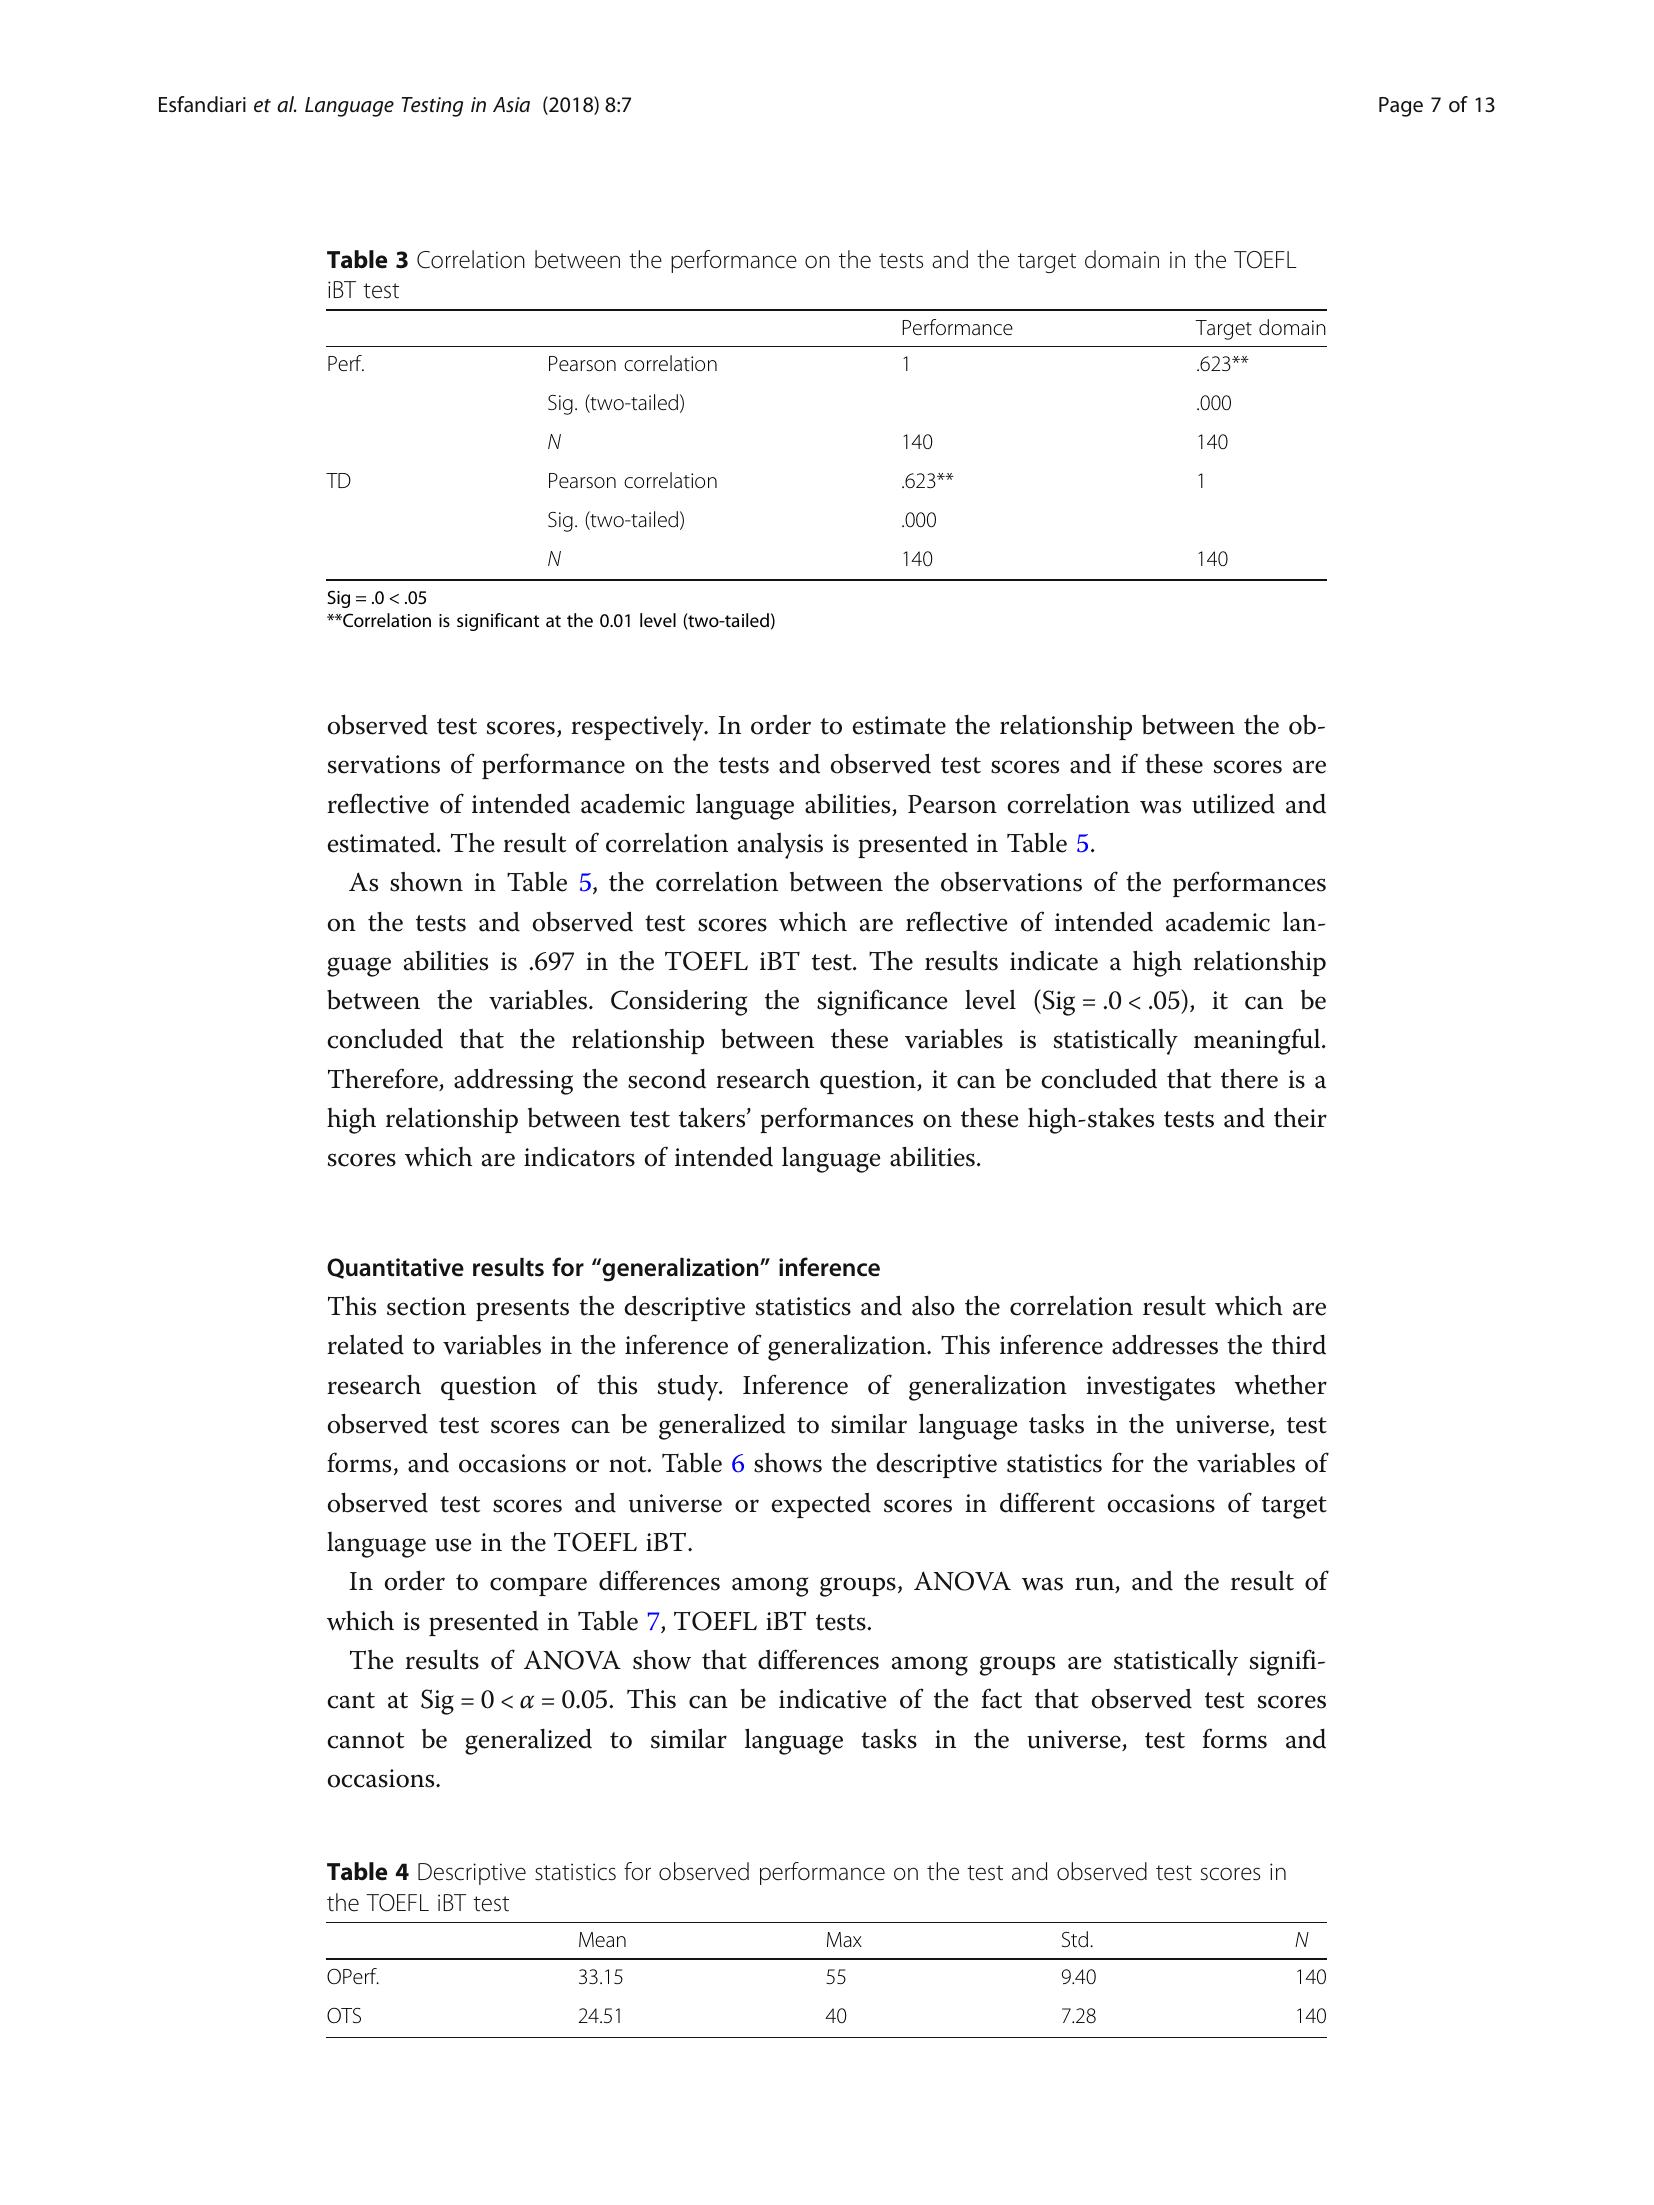 Esfandiari et al. Language Testing in Asia (2018) 8:7 Page 7 of 13
Table 3 Correlation between the performance on the tests and the target domain in the TOEFL
iBT test
Performance Target domain
Perf. Pearson correlation 1 .623**
Sig. (two-tailed) .000
N 140 140
TD Pearson correlation .623** 1
Sig. (two-tailed) .000
N 140 140
Sig = .0 < .05
**Correlation is significant at the 0.01 level (two-tailed)
observed test scores, respectively. In order to estimate the relationship between the ob-
servations of performance on the tests and observed test scores and if these scores are
reflective of intended academic language abilities, Pearson correlation was utilized and
estimated. The result of correlation analysis is presented in Table 5.
As shown in Table 5, the correlation between the observations of the performances
on the tests and observed test scores which are reflective of intended academic lan-
guage abilities is .697 in the TOEFL iBT test. The results indicate a high relationship
between the variables. Considering the significance level (Sig = .0 < .05), it can be
concluded that the relationship between these variables is statistically meaningful.
Therefore, addressing the second research question, it can be concluded that there is a
high relationship between test takers’ performances on these high-stakes tests and their
scores which are indicators of intended language abilities.
Quantitative results for “generalization” inference
This section presents the descriptive statistics and also the correlation result which are
related to variables in the inference of generalization. This inference addresses the third
research question of this study. Inference of generalization investigates whether
observed test scores can be generalized to similar language tasks in the universe, test
forms, and occasions or not. Table 6 shows the descriptive statistics for the variables of
observed test scores and universe or expected scores in different occasions of target
language use in the TOEFL iBT.
In order to compare differences among groups, ANOVA was run, and the result of
which is presented in Table 7, TOEFL iBT tests.
The results of ANOVA show that differences among groups are statistically signifi-
cant at Sig = 0 < α = 0.05. This can be indicative of the fact that observed test scores
cannot be generalized to similar language tasks in the universe, test forms and
occasions.
Table 4 Descriptive statistics for observed performance on the test and observed test scores in
the TOEFL iBT test
Mean Max Std. N
OPerf. 33.15 55 9.40 140
OTS 24.51 40 7.28 140